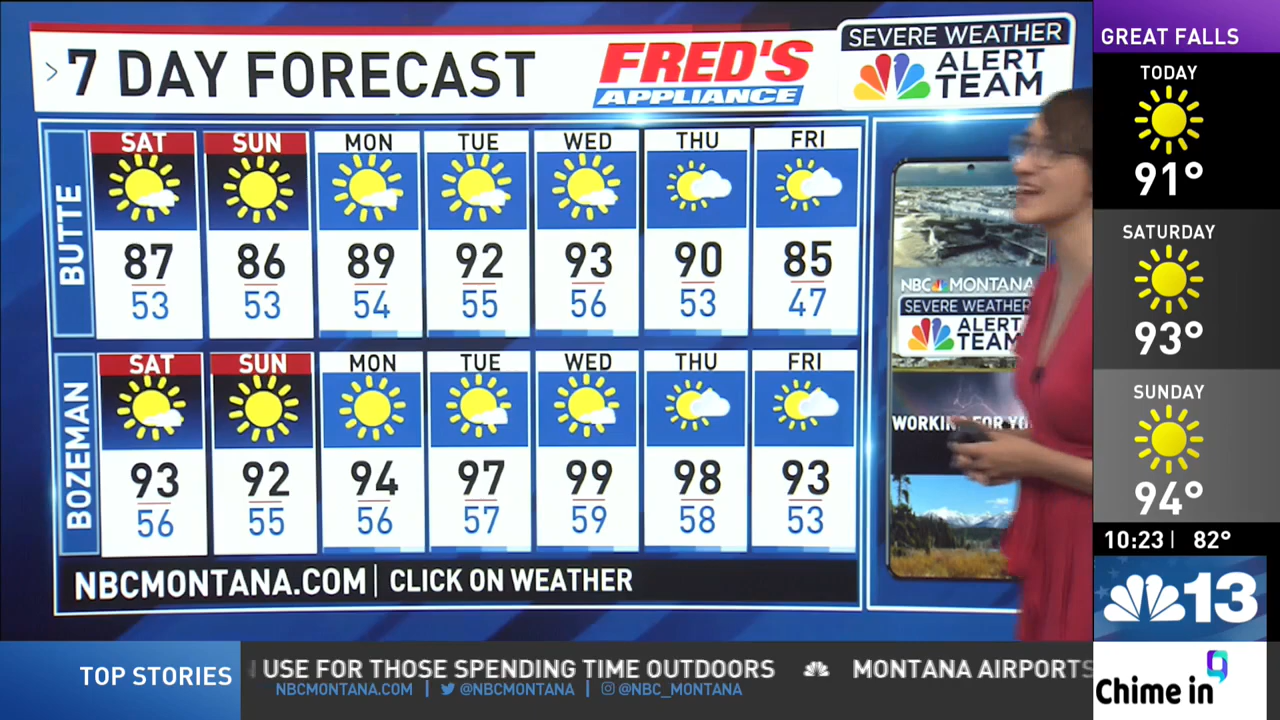 7 DAY FORECAST
FRED'S
APPLIANCE
SEVERE WEATHER
ALERT
TEAM
BUTTE
SAT SUN MON TUE WED THU FRI
87 86 89 92 93 90 85
53 53 54 55 56 53 47
BOZEMAN
SAT SUN MON TUE WED THU FRI
93 92 94 97 99 98 93
56 55 56 57 59 58 53
NBCMONTANA.COM | CLICK ON WEATHER
NBC MONTANA
SEVERE WEATHER
ALERT
TEAM
WORKING FOR
GREAT FALLS
TODAY
91°
SATURDAY
93°
SUNDAY
94°
10:23 | 82°
13
Chime in
TOP STORIES
USE FOR THOSE SPENDING TIME OUTDOORS MONTANA AIRPORTS
NBCMONTANA.COM | @NBCMONTANA | @NBC_MONTANA